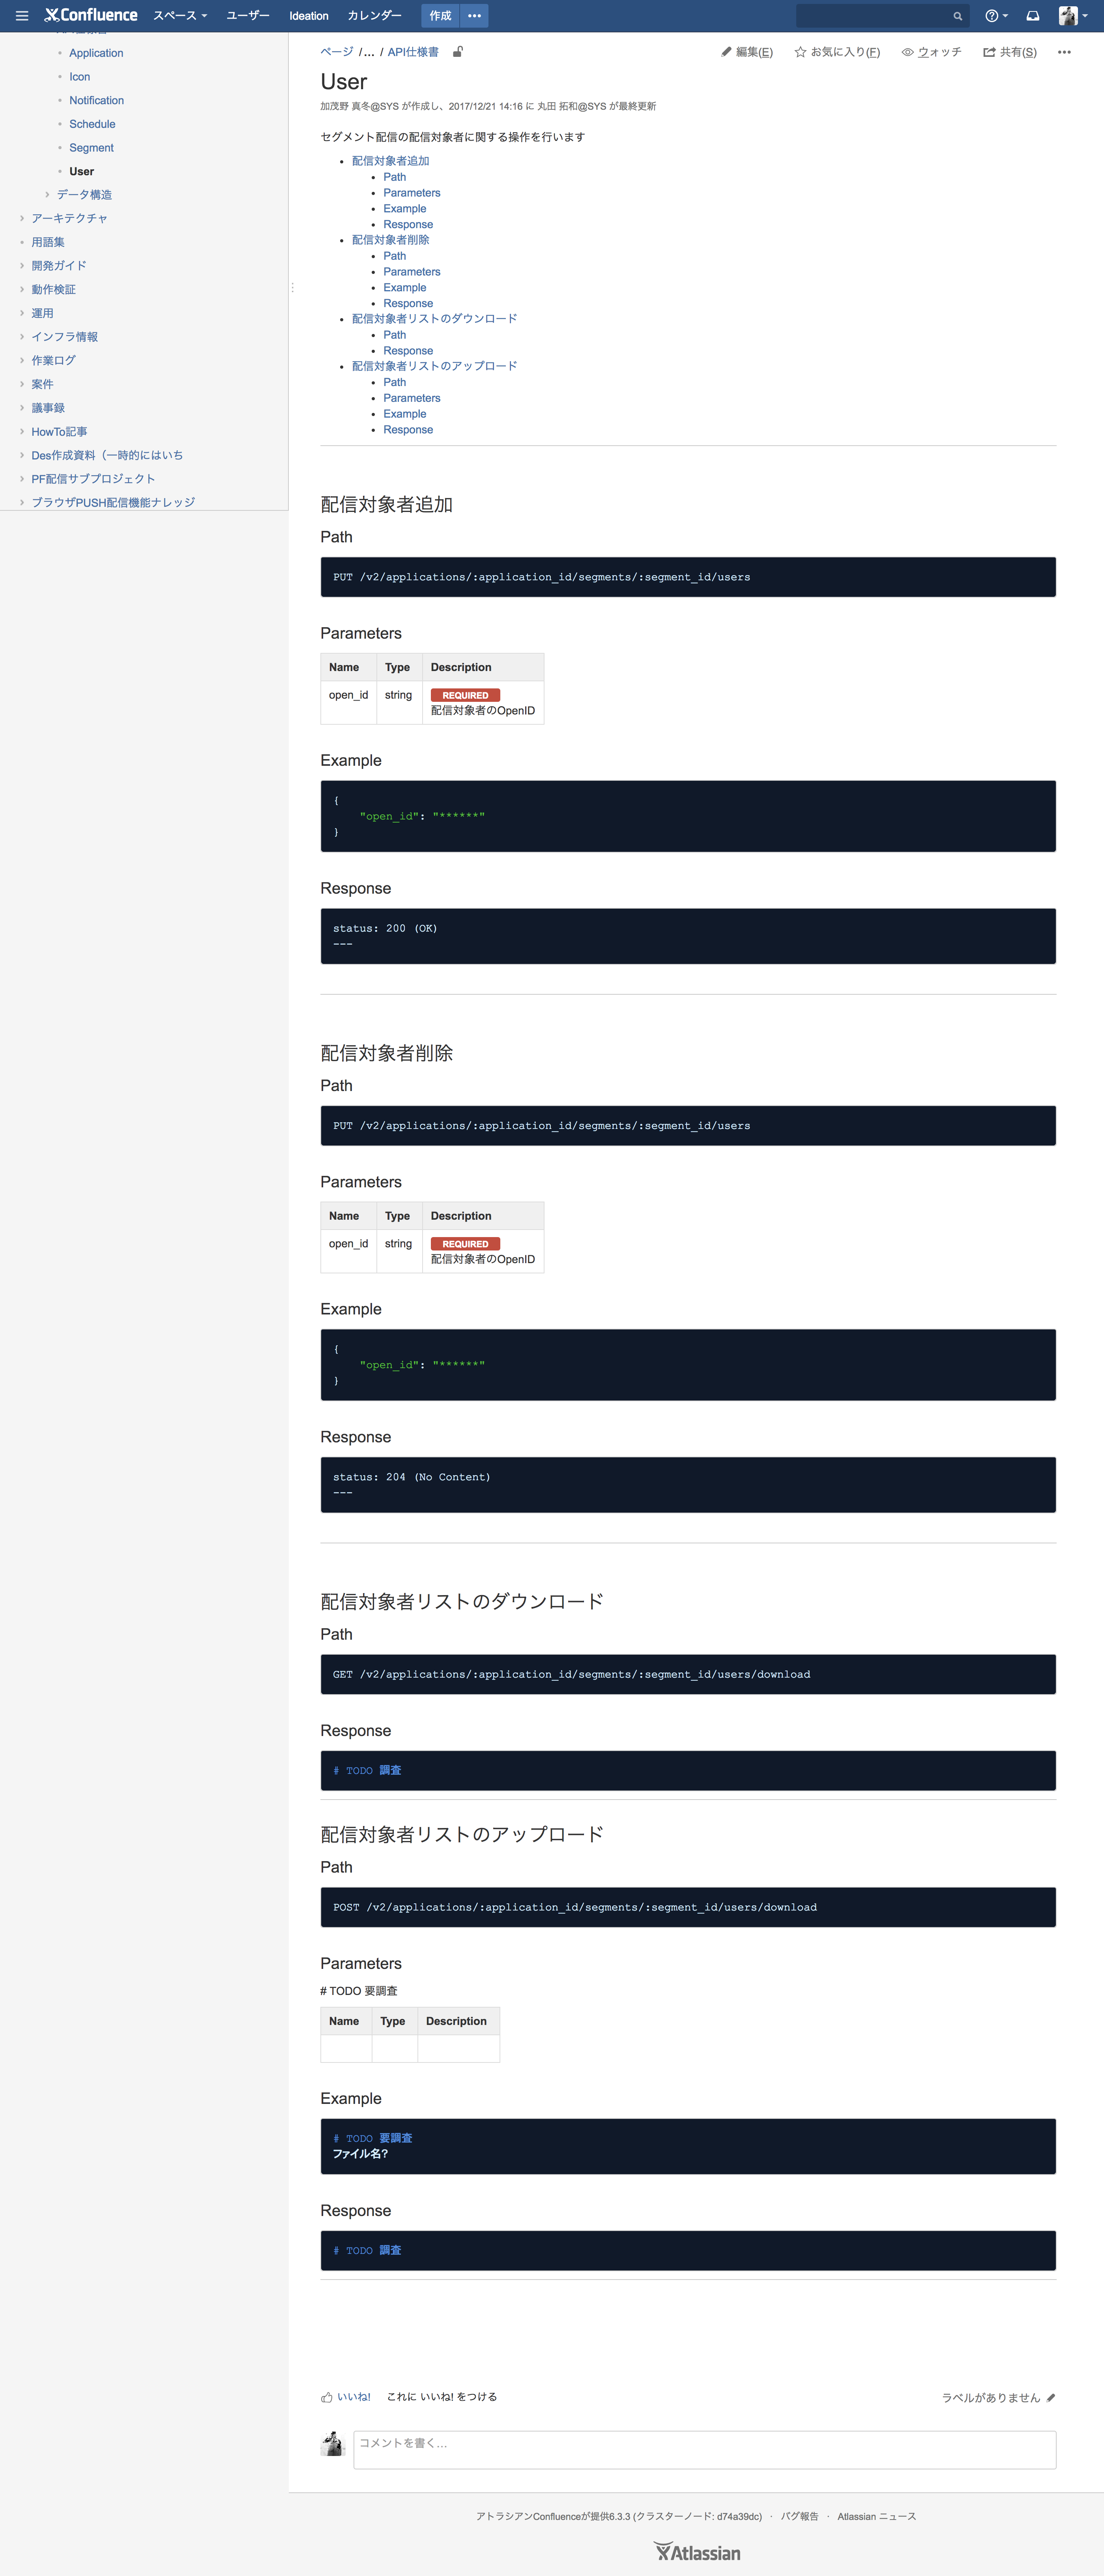 Confluence スペース ユーザー Ideation カレンダー 作成
Application
Icon
Notification
Schedule
Segment
User
データ構造
アーキテクチャ
用語集
開発ガイド
動作検証
運用
インフラ情報
作業ログ
案件
議事録
HowTo記事
Des作成資料（一時的にはいち
PF配信サブプロジェクト
ブラウザPUSH配信機能ナレッジ
ページ /… / API仕様書
編集(E) お気に入り(F) ウォッチ 共有(S)
User
加茂野 真冬@SYS が作成し、2017/12/21 14:16 に 丸田 拓和@SYS が最終更新
セグメント配信の配信対象者に関する操作を行います
配信対象者追加
Path
Parameters
Example
Response
配信対象者削除
Path
Parameters
Example
Response
配信対象者リストのダウンロード
Path
Response
配信対象者リストのアップロード
Path
Parameters
Example
Response
配信対象者追加
Path
PUT /v2/applications/:application_id/segments/:segment_id/users
Parameters
Name Type Description
open_id string REQUIRED
配信対象者のOpenID
Example
{
"open_id": "******"
}
Response
status: 200 (OK)
---
配信対象者削除
Path
PUT /v2/applications/:application_id/segments/:segment_id/users
Parameters
Name Type Description
open_id string REQUIRED
配信対象者のOpenID
Example
{
"open_id": "******"
}
Response
status: 204 (No Content)
---
配信対象者リストのダウンロード
Path
GET /v2/applications/:application_id/segments/:segment_id/users/download
Response
# TODO 調査
配信対象者リストのアップロード
Path
POST /v2/applications/:application_id/segments/:segment_id/users/download
Parameters
# TODO 要調査
Name Type Description
Example
# TODO 要調査
ファイル名?
Response
# TODO 調査
いいね! これに いいね! をつける
ラベルがありません
コメントを書く...
アトラシアンConfluenceが提供6.3.3 (クラスターノード: d74a39dc) · バグ報告 · Atlassian ニュース
Atlassian